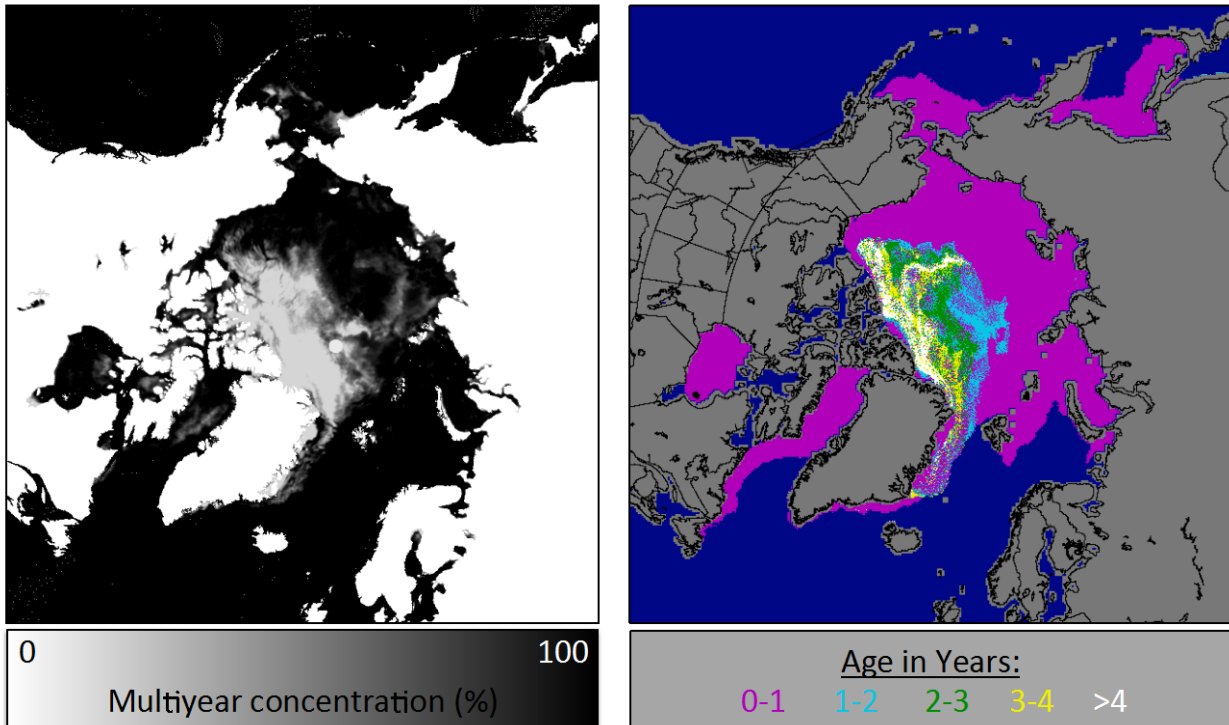 0 100
Multiyear concentration (%)
Age in Years:
0-1 1-2 2-3 3-4 >4